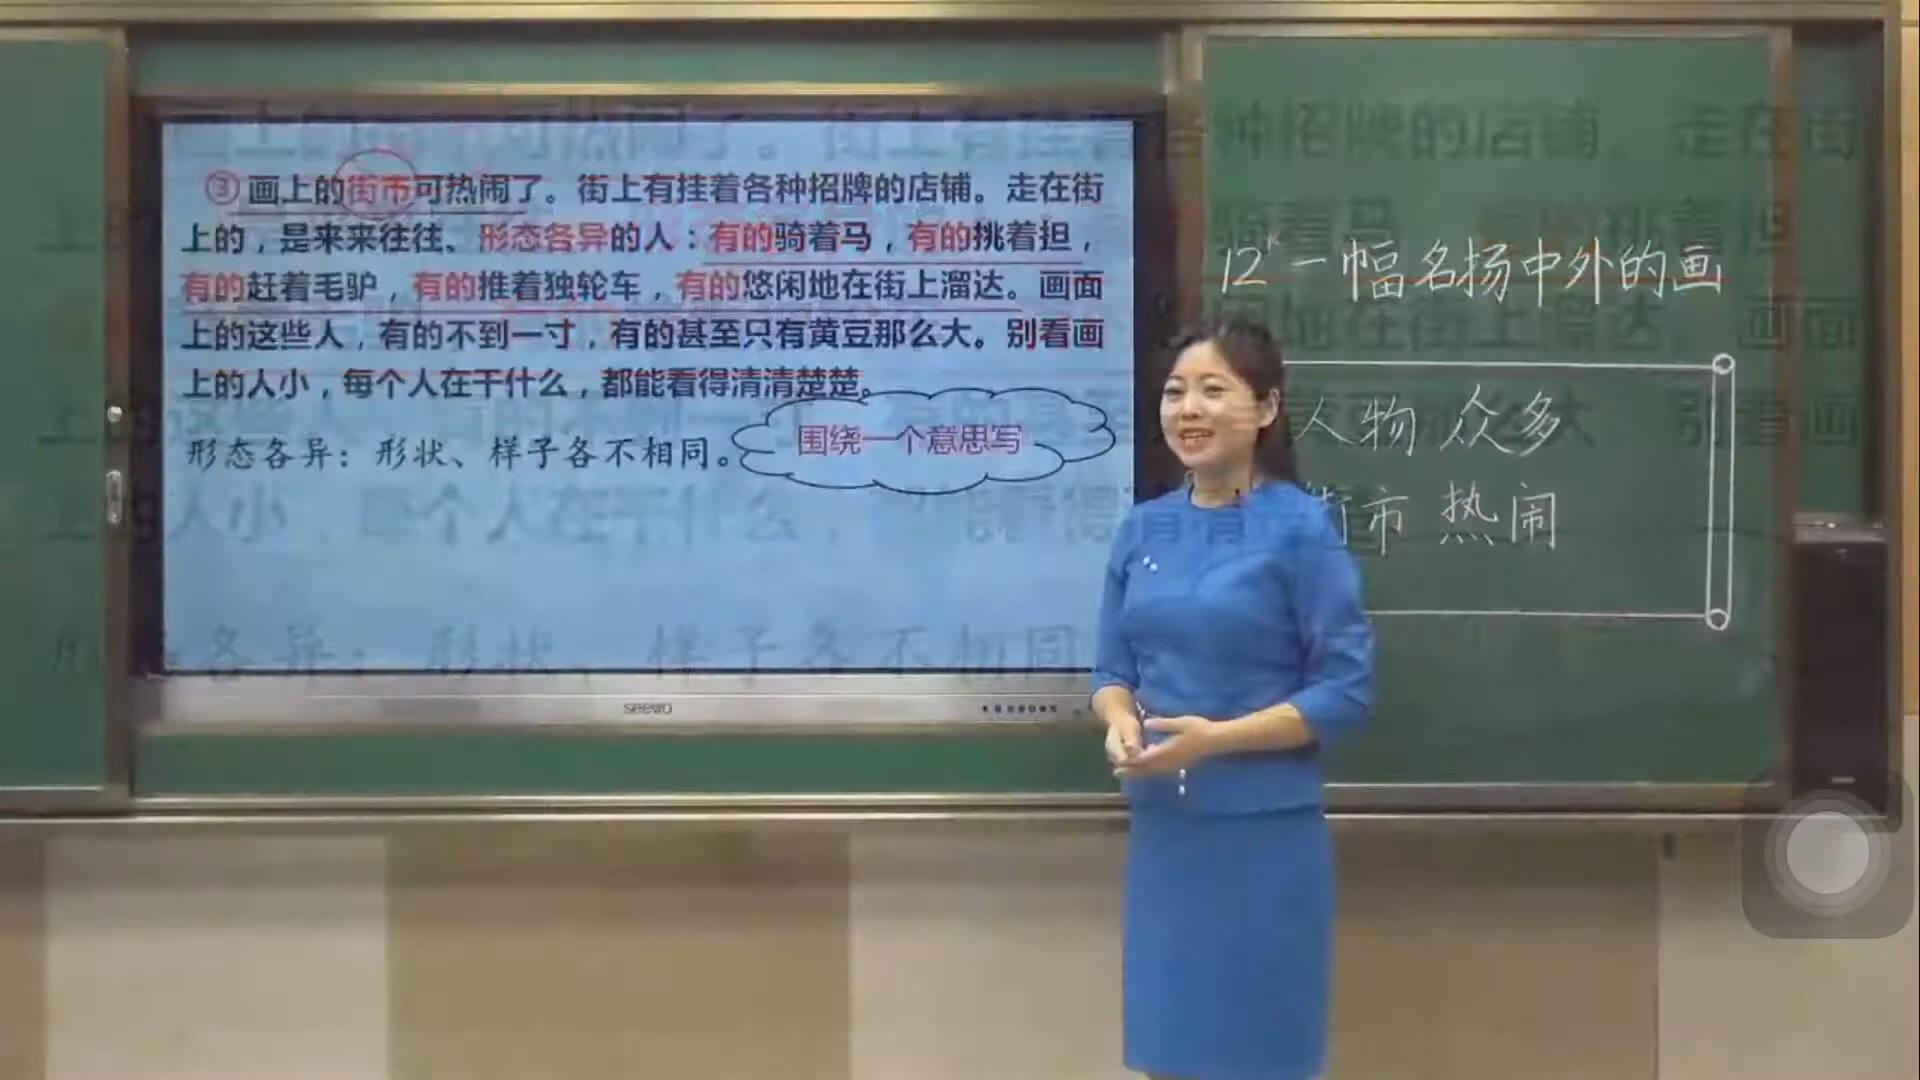 ③画上的街市可热闹了。街上有挂着各种招牌的店铺。走在街
上的，是来来往往、形态各异的人：有的骑着马，有的挑着担，
有的赶着毛驴，有的推着独轮车，有的悠闲地在街上溜达。画面
上的这些人，有的不到一寸，有的甚至只有黄豆那么大。别看画
上的人小，每个人在干什么，都能看得清清楚楚。
形态各异：形状、样子各不相同。
围绕一个意思写
seewo
12 一幅名扬中外的画
人物 众多
街市 热闹